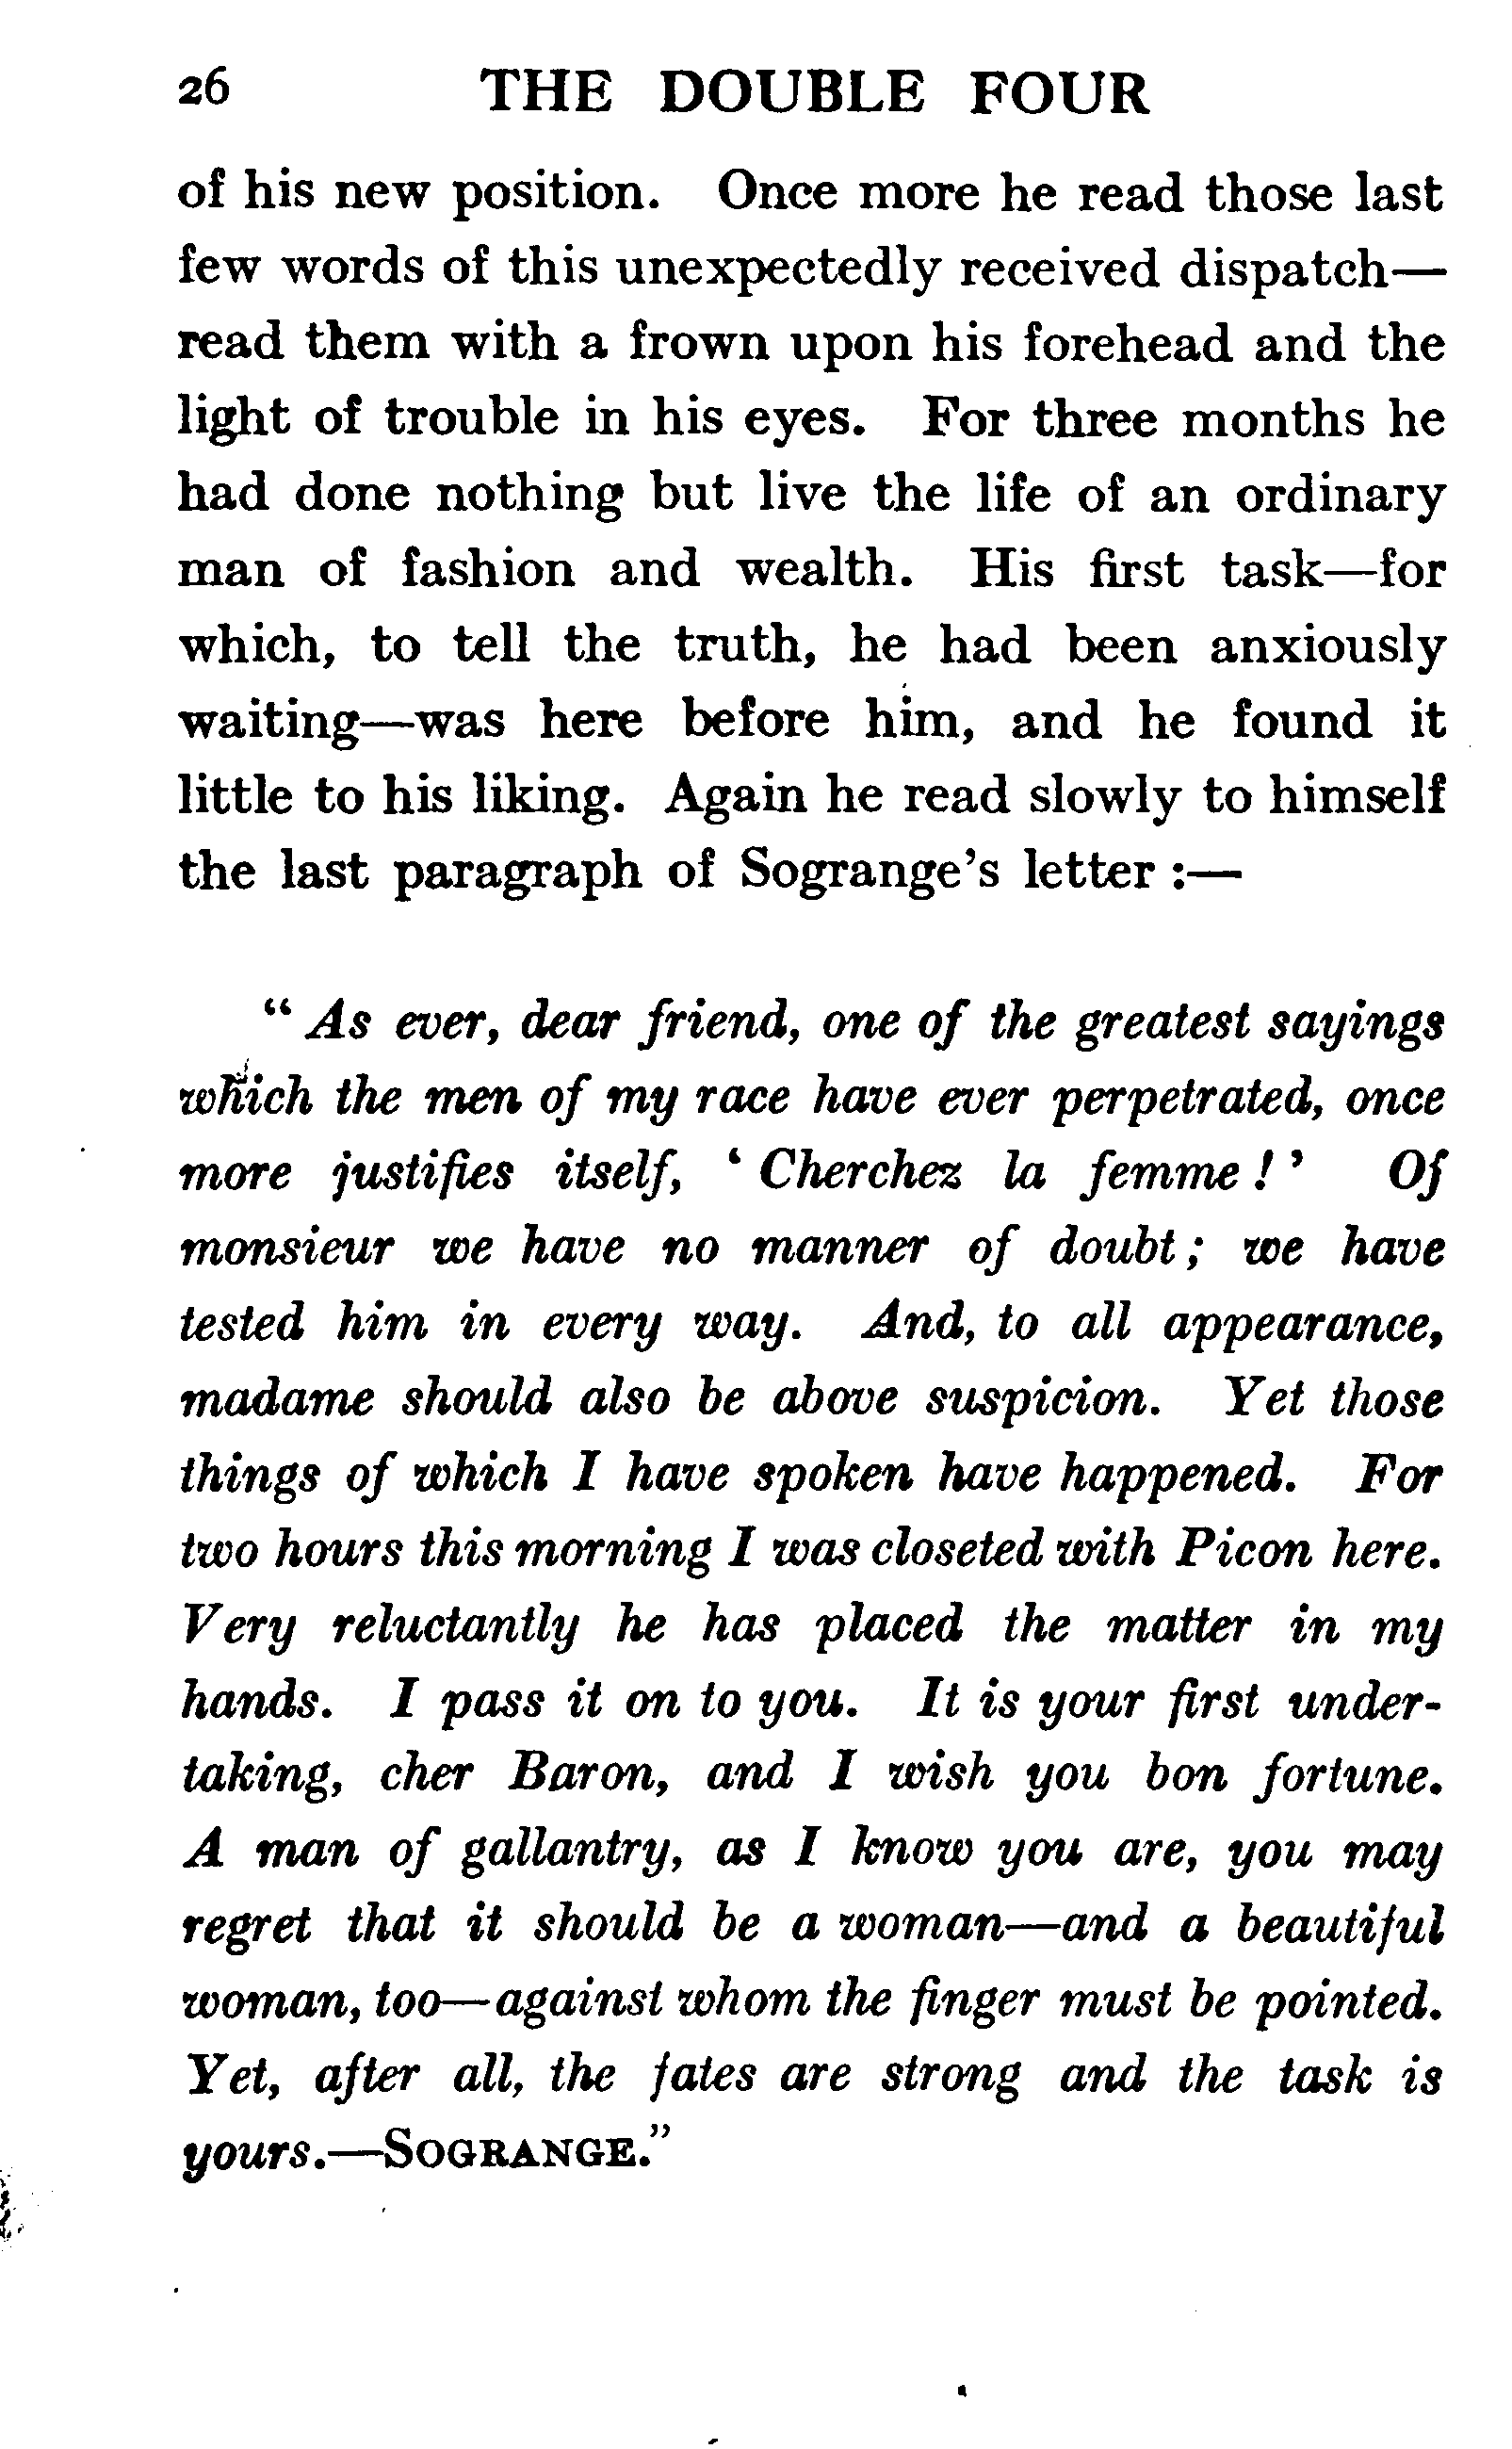 26 THE DOUBLE FOUR
of his new position. Once more he read those last
few words of this unexpectedly received dispatch—
read them with a frown upon his forehead and the
light of trouble in his eyes. For three months he
had done nothing but live the life of an ordinary
man of fashion and wealth. His first task—for
which, to tell the truth, he had been anxiously
waiting—was here before him, and he found it
little to his liking. Again he read slowly to himself
the last paragraph of Sogrange's letter :—
“ As ever, dear friend, one of the greatest sayings
which the men of my race have ever perpetrated, once
more justifies itself, ‘ Cherchez la femme ! ’ Of
monsieur we have no manner of doubt ; we have
tested him in every way. And, to all appearance,
madame should also be above suspicion. Yet those
things of which I have spoken have happened. For
two hours this morning I was closeted with Picon here.
Very reluctantly he has placed the matter in my
hands. I pass it on to you. It is your first under-
taking, cher Baron, and I wish you bon fortune.
A man of gallantry, as I know you are, you may
regret that it should be a woman—and a beautiful
woman, too—against whom the finger must be pointed.
Yet, after all, the fates are strong and the task is
yours.—SOGRANGE.”